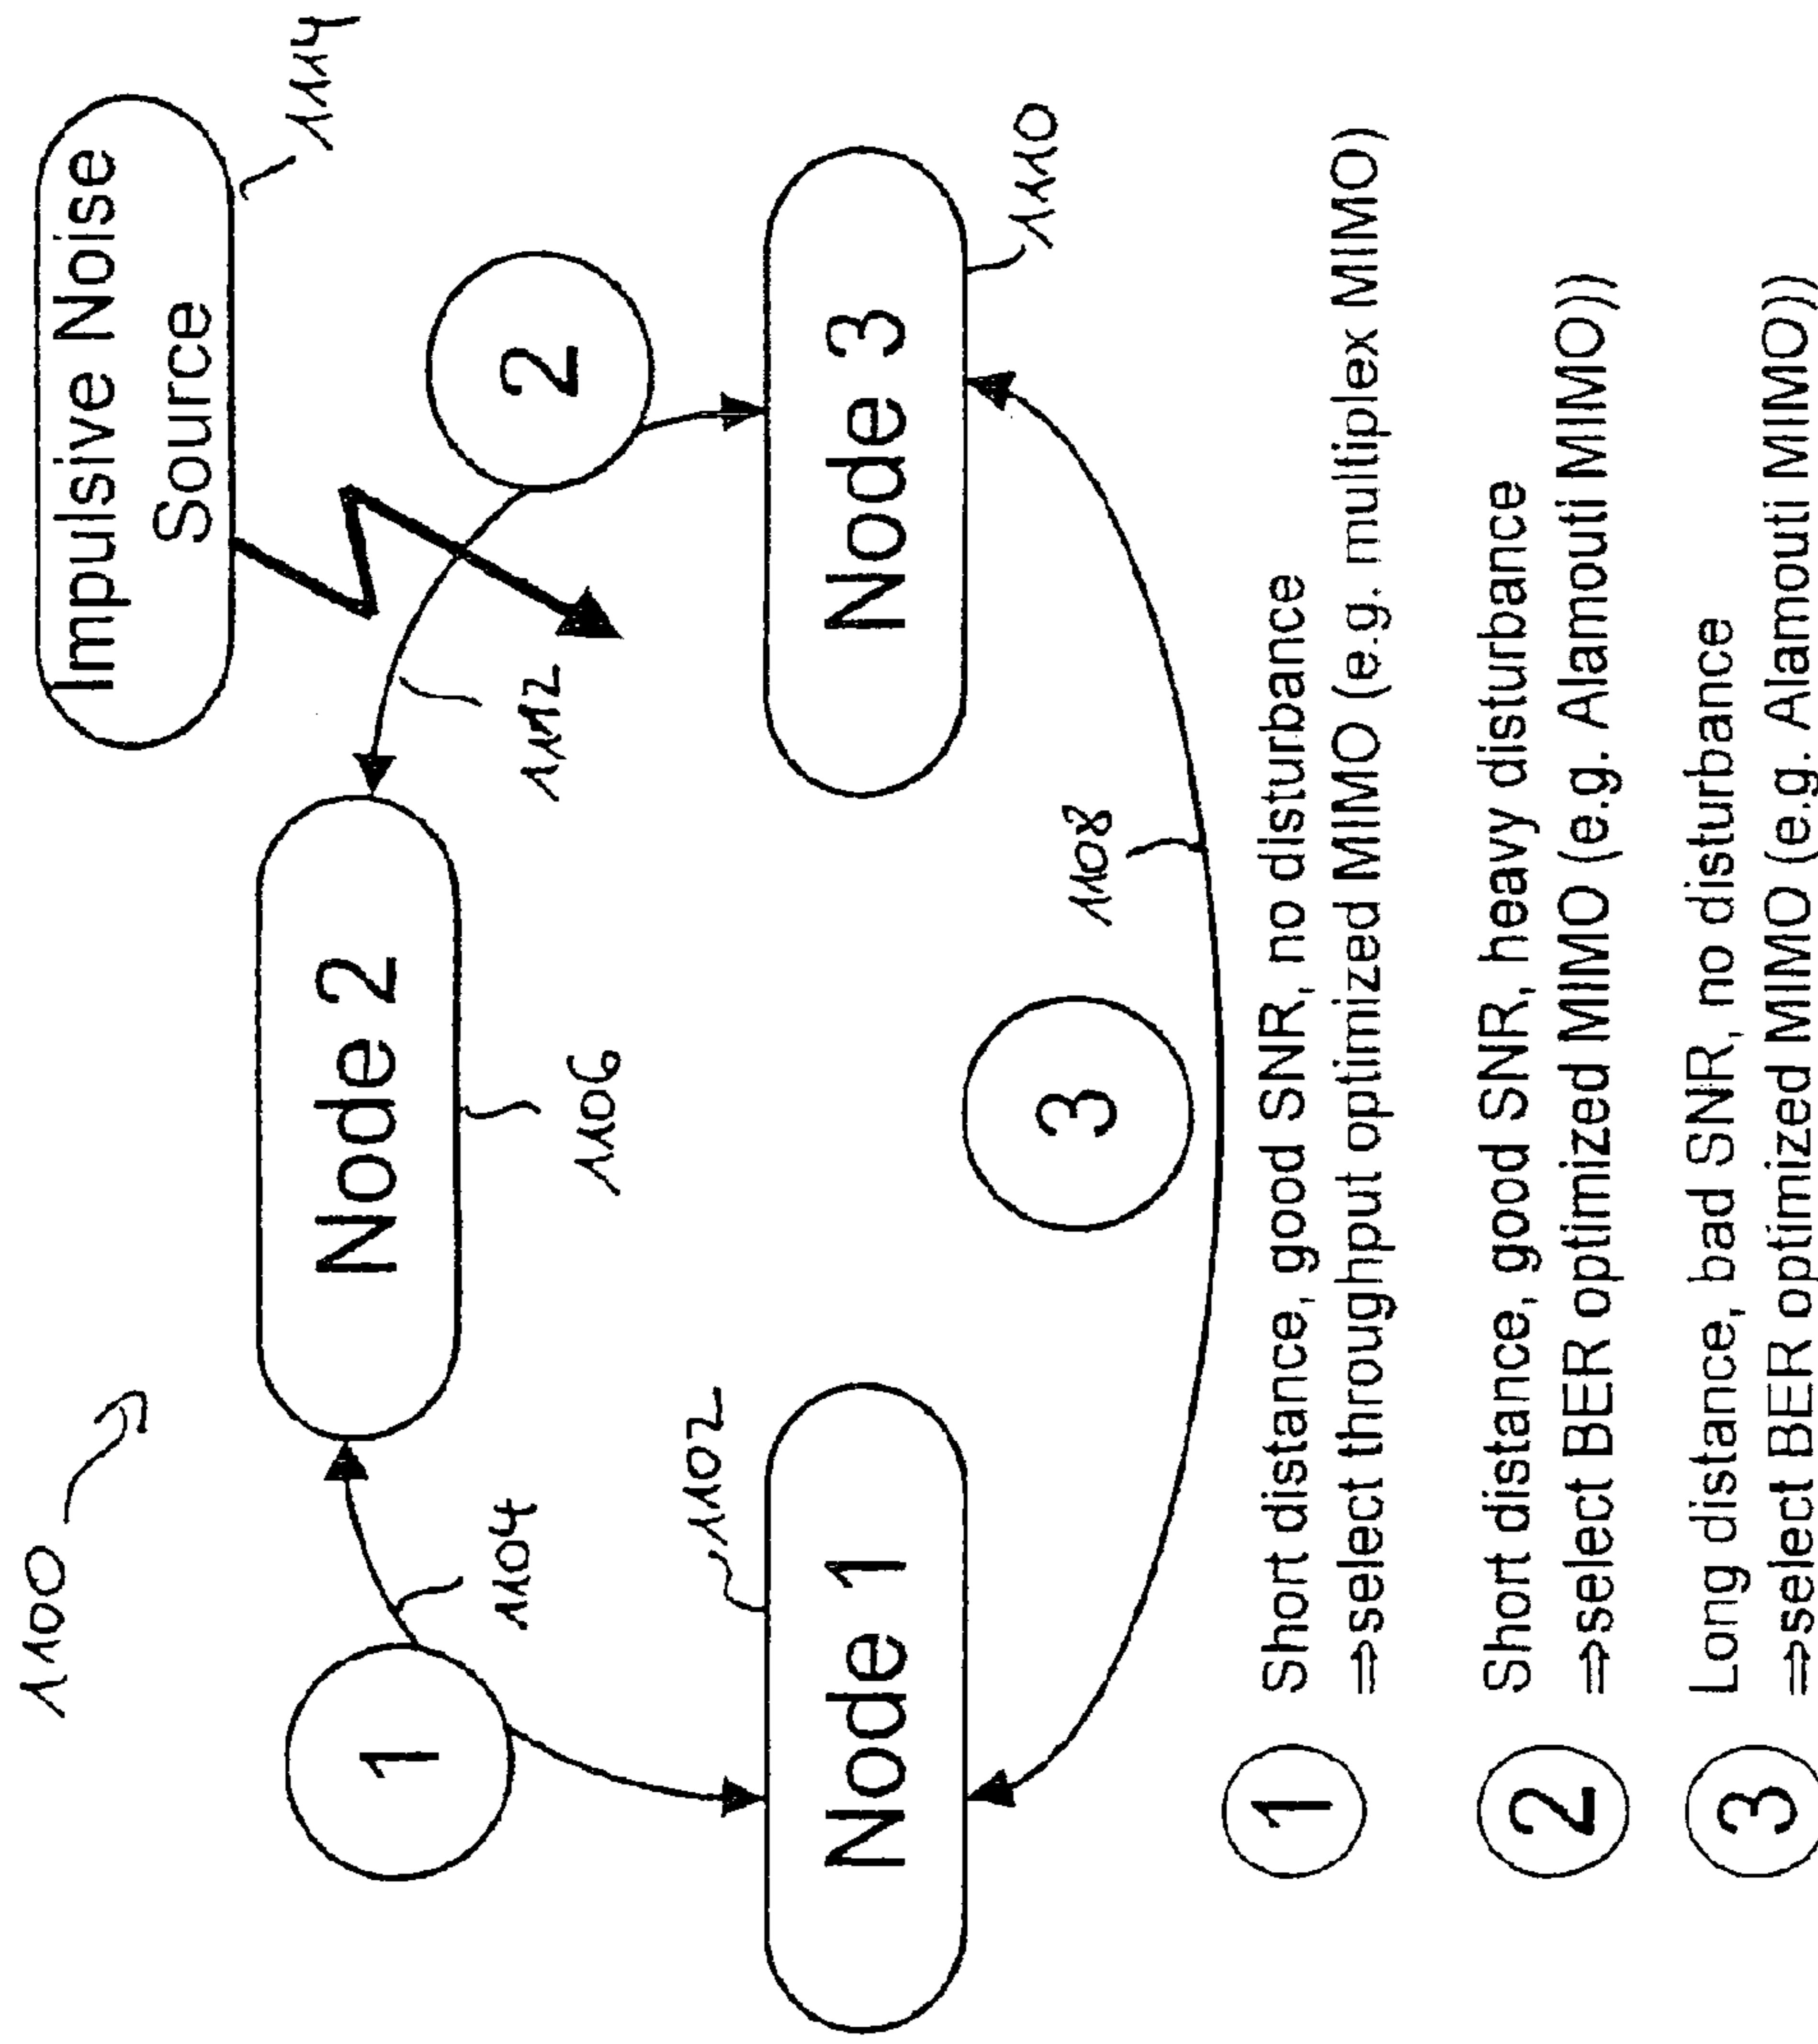 1100
Impulsive Noise
Source
1114
1
Node 2
2
1104
1106
1112
1102
Node 1
Node 3
3
1108
1110
1 Short distance, good SNR, no disturbance
⇒select throughput optimized MIMO (e.g. multiplex MIMO)
2 Short distance, good SNR, heavy disturbance
⇒select BER optimized MIMO (e.g. Alamouti MIMO))
3 Long distance, bad SNR, no disturbance
⇒select BER optimized MIMO (e.g. Alamouti MIMO))